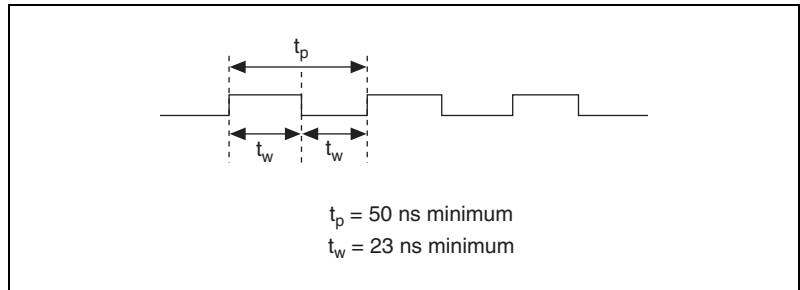 tp
tw tw
tp = 50 ns minimum
tw = 23 ns minimum